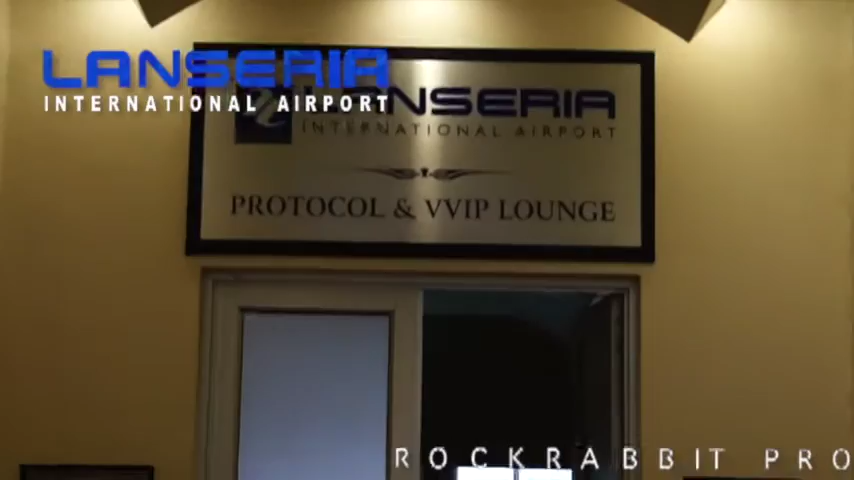 LANSERIA
INTERNATIONAL AIRPORT
LANSERIA
INTERNATIONAL AIRPORT
PROTOCOL & VVIP LOUNGE
ROCKRABBIT PRO